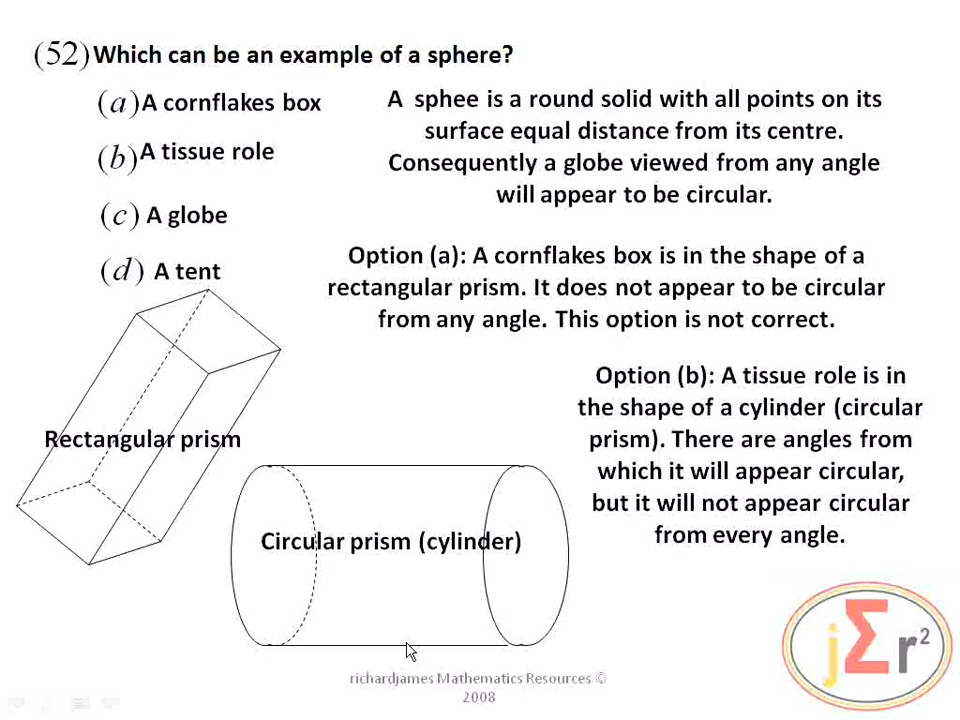 (52) Which can be an example of a sphere?
(a) A cornflakes box
(b) A tissue role
(c) A globe
(d) A tent
A sphee is a round solid with all points on its
surface equal distance from its centre.
Consequently a globe viewed from any angle
will appear to be circular.
Option (a): A cornflakes box is in the shape of a
rectangular prism. It does not appear to be circular
from any angle. This option is not correct.
Option (b): A tissue role is in
the shape of a cylinder (circular
prism). There are angles from
which it will appear circular,
but it will not appear circular
from every angle.
Rectangular prism
Circular prism (cylinder)
richardjames Mathematics Resources ©
2008
jΣr²